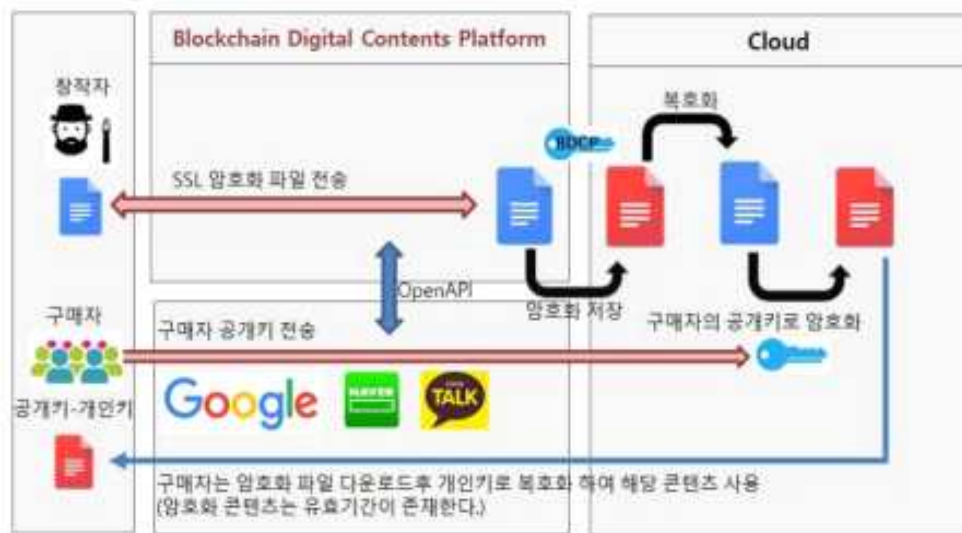 Blockchain Digital Contents Platform
Cloud
창작자
복호화
BDCP
SSL 암호화 파일 전송
OpenAPI
암호화 저장
구매자의 공개키로 암호화
구매자
구매자 공개키 전송
Google
NAVER
TALK
공개키-개인키
구매자는 암호화 파일 다운로드후 개인키로 복호화 하여 해당 콘텐츠 사용
(암호화 콘텐츠는 유효기간이 존재한다.)